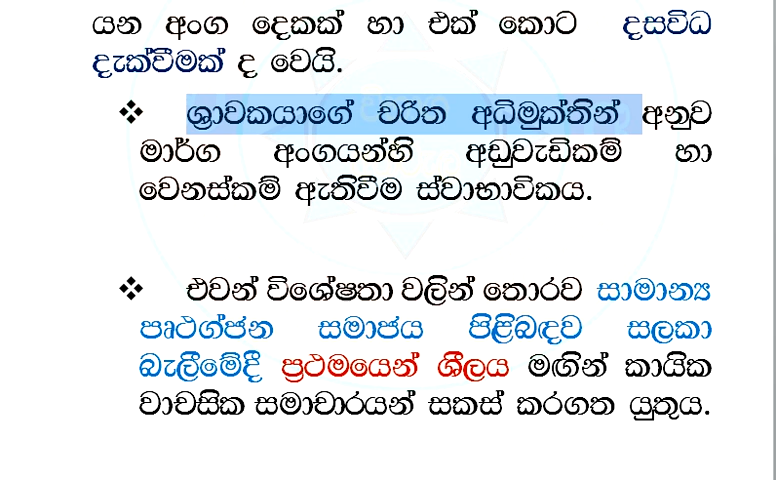 යන අංග දෙකක් හා එක් කොට දසවිධ
දැක්වීමක් ද වෙයි.
❖ ශ්‍රාවකයාගේ චරිත අධිමුක්තීන් අනුව
මාර්ග අංගයන්හි අඩුවැඩිකම් හා
වෙනස්කම් ඇතිවීම ස්වාභාවිකය.
❖ එවන් විශේෂතා වලින් තොරව සාමාන්‍ය
පෘථග්ජන සමාජය පිළිබඳව සලකා
බැලීමේදී ප්‍රථමයෙන් ශීලය මඟින් කායික
වාචසික සමාචාරයන් සකස් කරගත යුතුය.